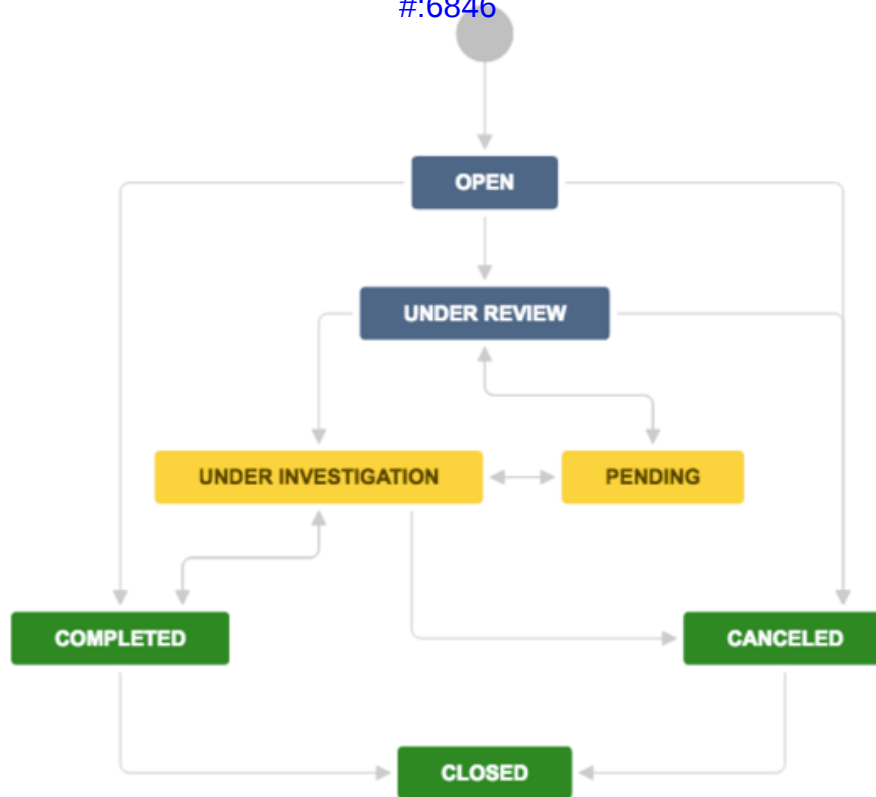 #:6846
OPEN
UNDER REVIEW
UNDER INVESTIGATION
PENDING
COMPLETED
CANCELED
CLOSED